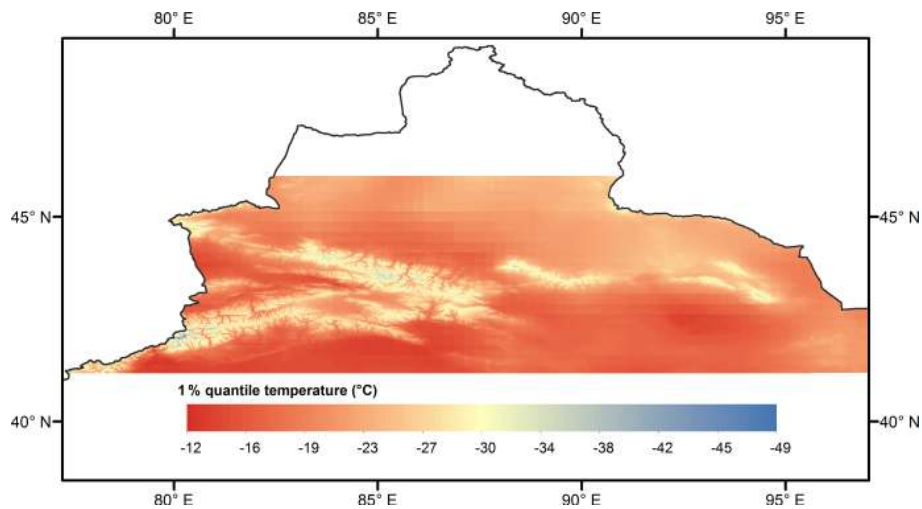 80° E 85° E 90° E 95° E
45° N 45° N
1% quantile temperature (°C)
40° N 40° N
-12 -16 -19 -23 -27 -30 -34 -38 -42 -45 -49
80° E 85° E 90° E 95° E